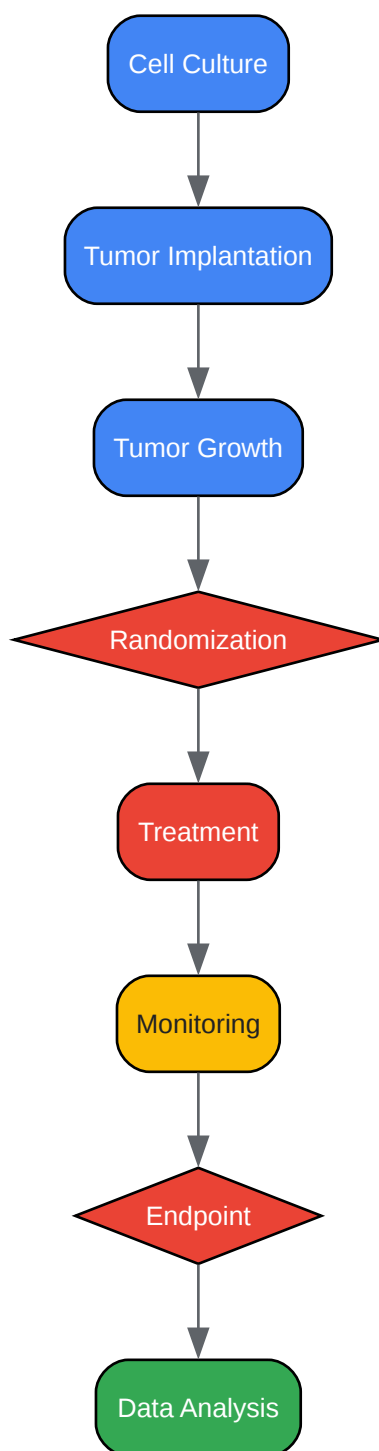 Cell Culture
Tumor Implantation
Tumor Growth
Randomization
Treatment
Monitoring
Endpoint
Data Analysis